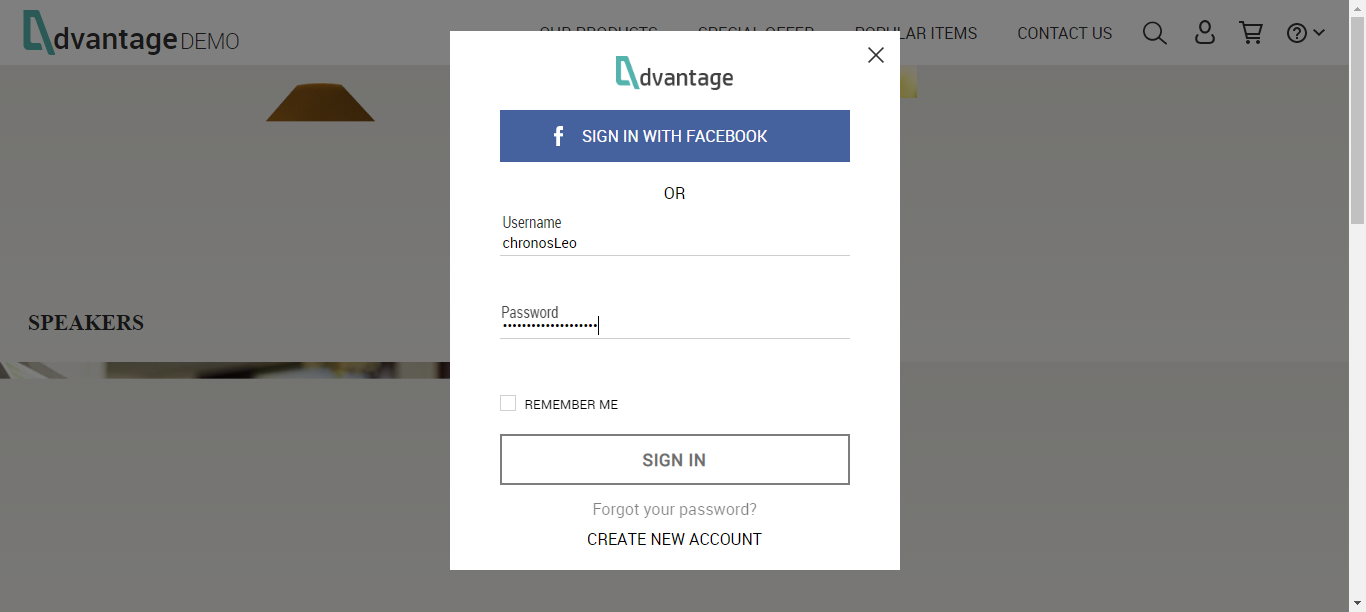 dvantage DEMO
OUR PRODUCTS SPECIAL OFFER POPULAR ITEMS CONTACT US
dvantage
SIGN IN WITH FACEBOOK
OR
Username
chronosLeo
Password
REMEMBER ME
SIGN IN
Forgot your password?
CREATE NEW ACCOUNT
SPEAKERS